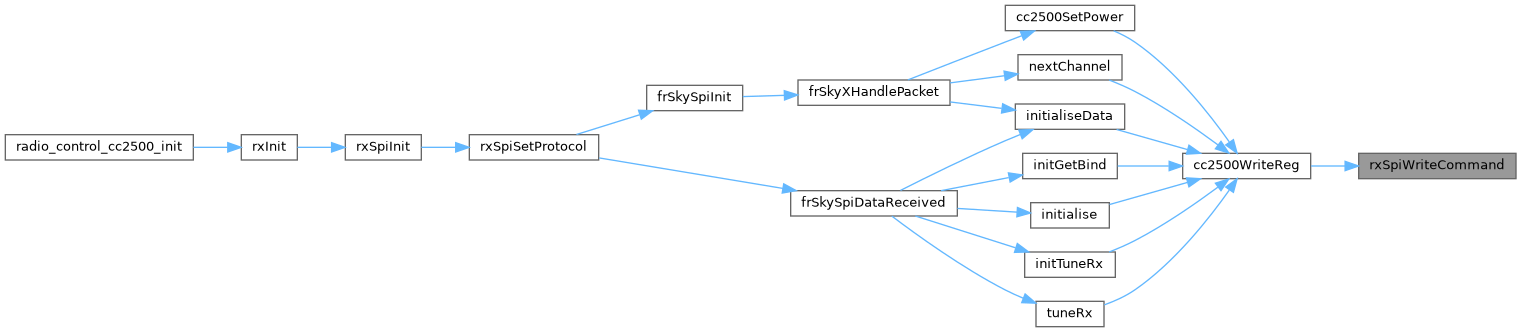 radio_control_cc2500_init
rxInit
rxSpiInit
rxSpiSetProtocol
frSkySpiInit
frSkySpiDataReceived
frSkyXHandlePacket
cc2500SetPower
nextChannel
initialiseData
initGetBind
initialise
initTuneRx
tuneRx
cc2500WriteReg
rxSpiWriteCommand